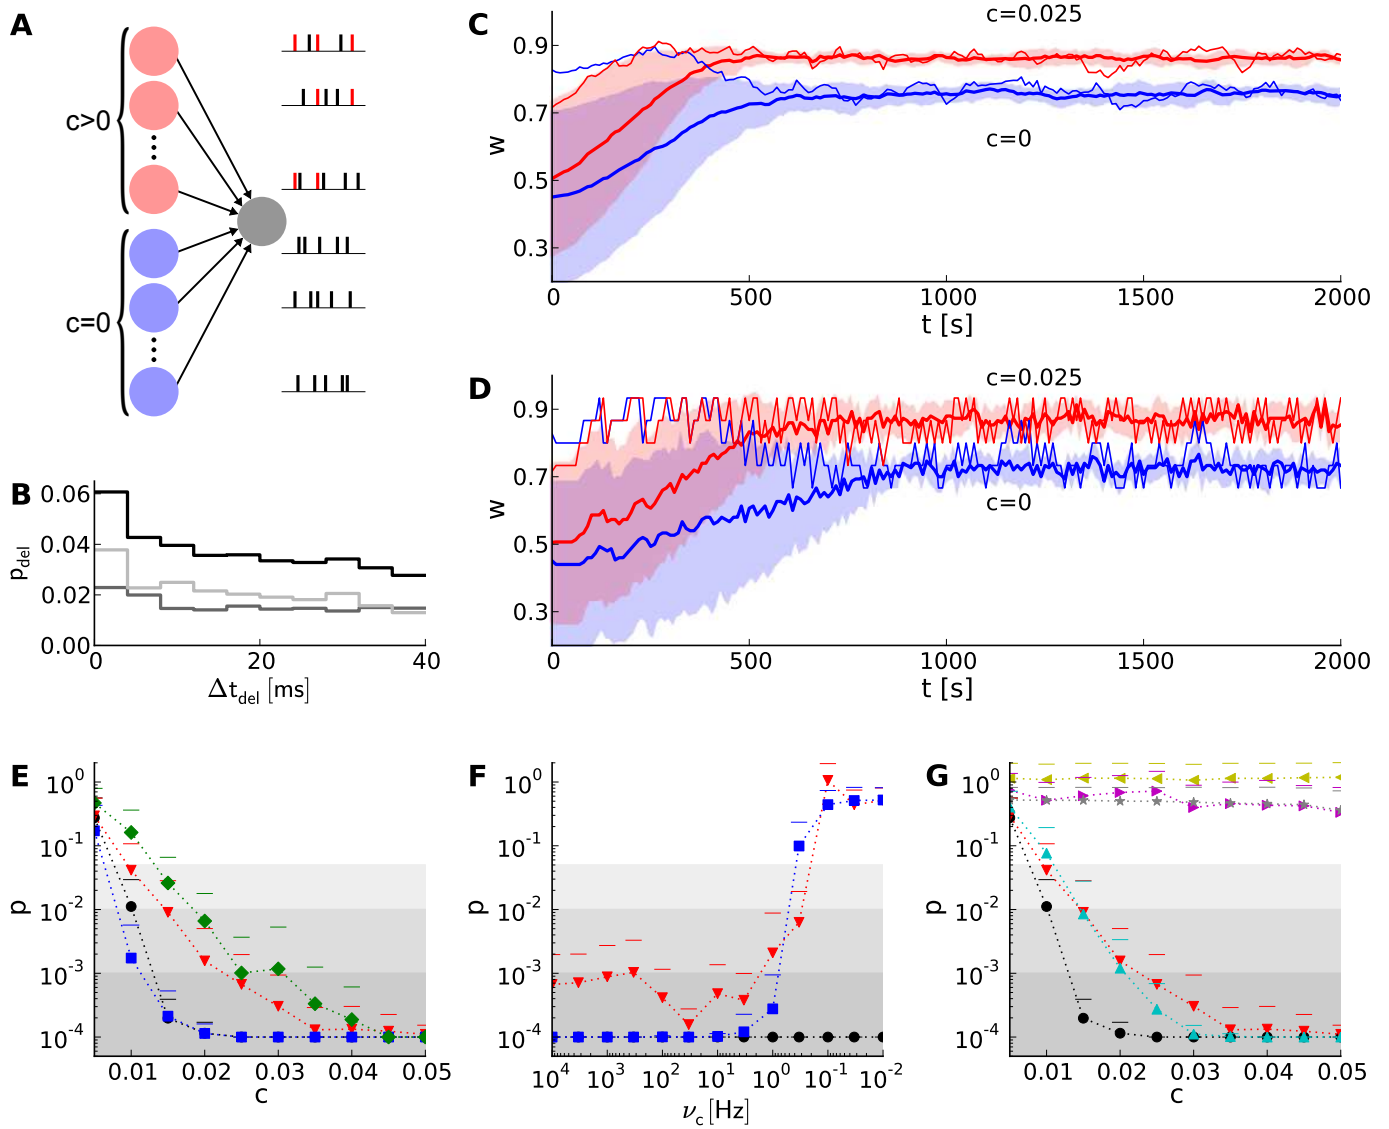 A
c>0
c=0
B
p_del
0.06
0.04
0.02
0.00
0
20
40
Δt_del [ms]
C
c=0.025
w
0.9
0.7
0.5
0.3
c=0
0
500
1000
1500
2000
t [s]
D
c=0.025
w
0.9
0.7
0.5
0.3
c=0
0
500
1000
1500
2000
t [s]
E
p
10^0
10^-1
10^-2
10^-3
10^-4
0.01
0.02
0.03
0.04
0.05
c
F
p
10^0
10^-1
10^-2
10^-3
10^-4
10^4
10^3
10^2
10^1
10^0
10^-1
10^-2
ν_c [Hz]
G
p
10^0
10^-1
10^-2
10^-3
10^-4
0.01
0.02
0.03
0.04
0.05
c